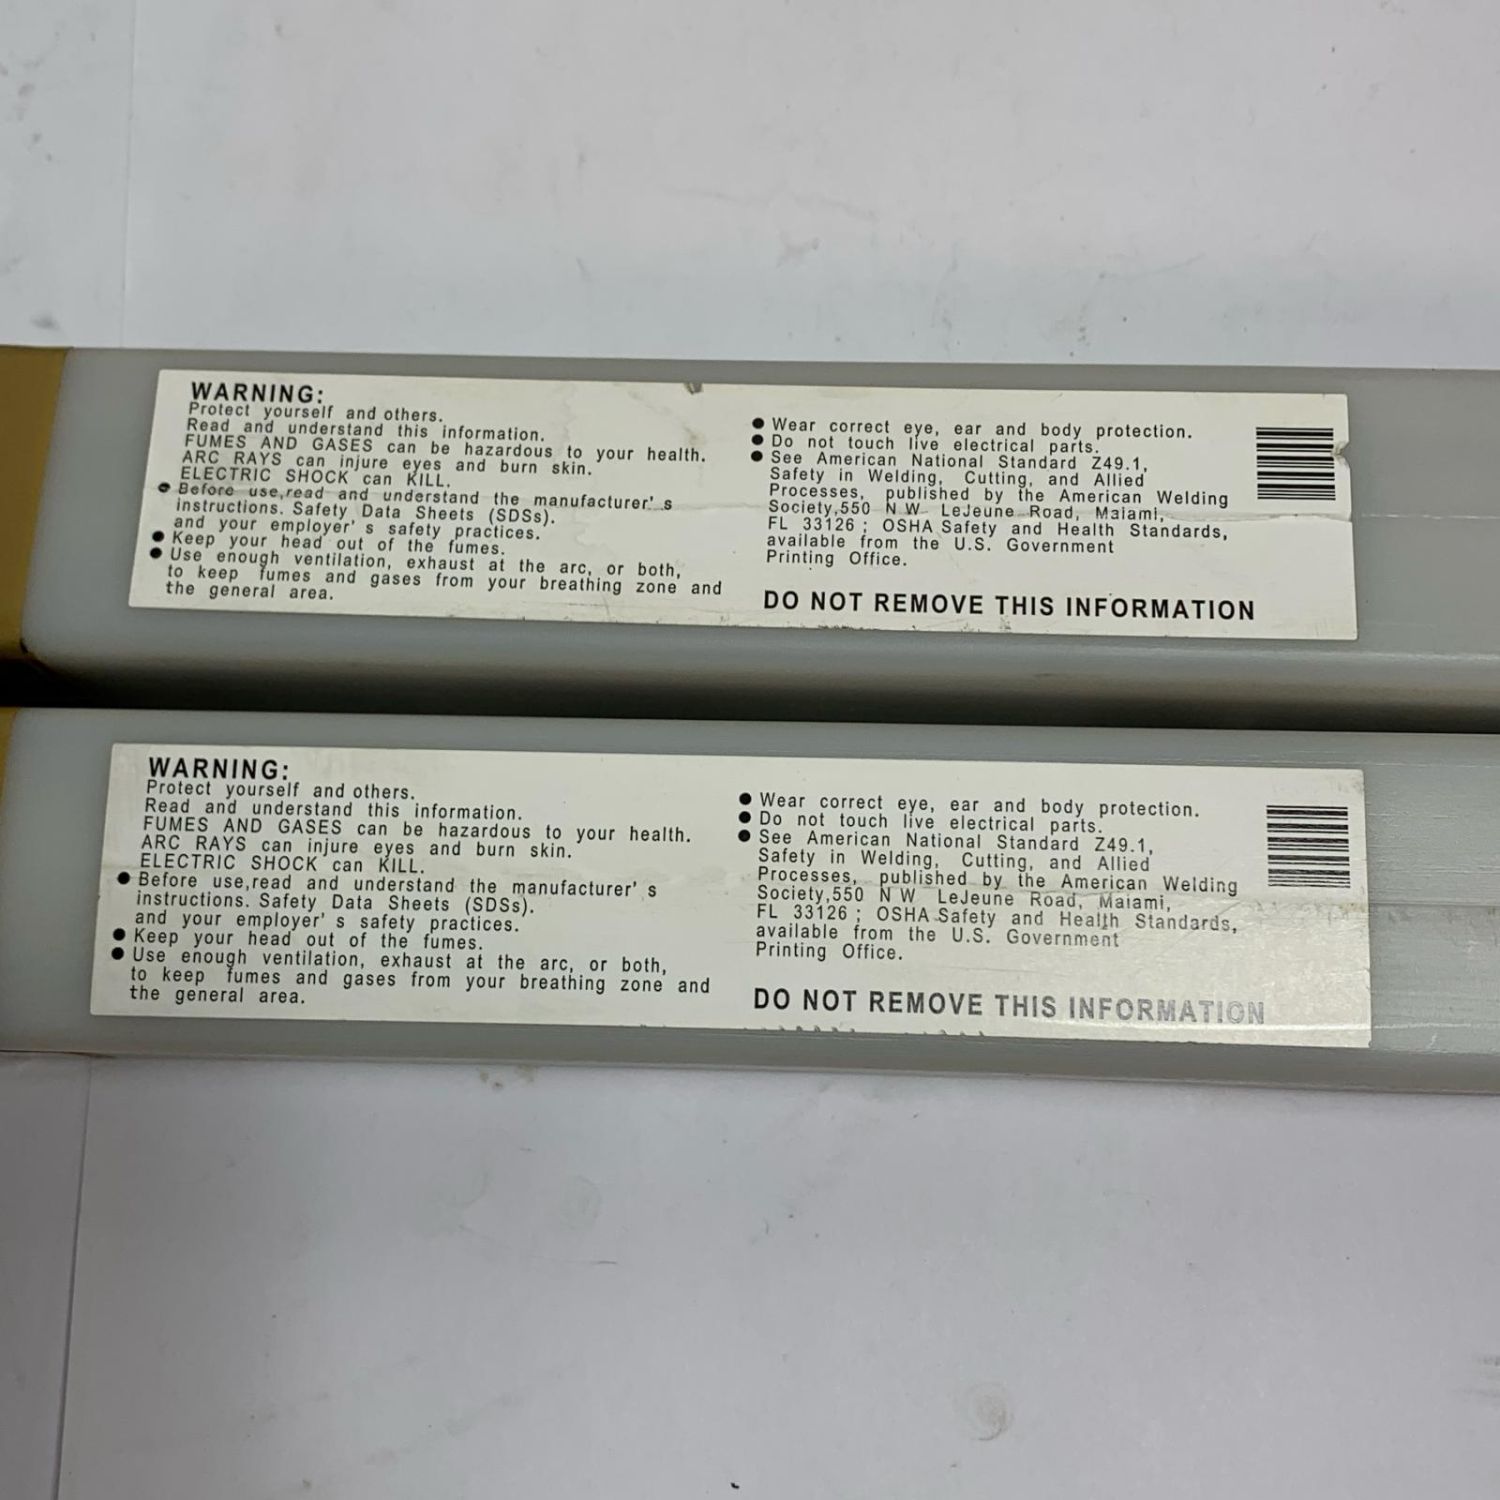 WARNING:
Protect yourself and others.
Read and understand this information.
FUMES AND GASES can be hazardous to your health.
ARC RAYS can injure eyes and burn skin.
ELECTRIC SHOCK can KILL.
● Before use,read and understand the manufacturer' s
instructions. Safety Data Sheets (SDSs).
and your employer' s safety practices.
● Keep your head out of the fumes.
● Use enough ventilation, exhaust at the arc, or both,
to keep fumes and gases from your breathing zone and
the general area.
● Wear correct eye, ear and body protection.
● Do not touch live electrical parts.
● See American National Standard Z49.1,
Safety in Welding, Cutting, and Allied
Processes, published by the American Welding
Society,550 N W LeJeune Road, Maiami,
FL 33126 ; OSHA Safety and Health Standards,
available from the U.S. Government
Printing Office.
DO NOT REMOVE THIS INFORMATION
WARNING:
Protect yourself and others.
Read and understand this information.
FUMES AND GASES can be hazardous to your health.
ARC RAYS can injure eyes and burn skin.
ELECTRIC SHOCK can KILL.
● Before use,read and understand the manufacturer' s
instructions. Safety Data Sheets (SDSs).
and your employer' s safety practices.
● Keep your head out of the fumes.
● Use enough ventilation, exhaust at the arc, or both,
to keep fumes and gases from your breathing zone and
the general area.
● Wear correct eye, ear and body protection.
● Do not touch live electrical parts.
● See American National Standard Z49.1,
Safety in Welding, Cutting, and Allied
Processes, published by the American Welding
Society,550 N W LeJeune Road, Maiami,
FL 33126 ; OSHA Safety and Health Standards,
available from the U.S. Government
Printing Office.
DO NOT REMOVE THIS INFORMATION